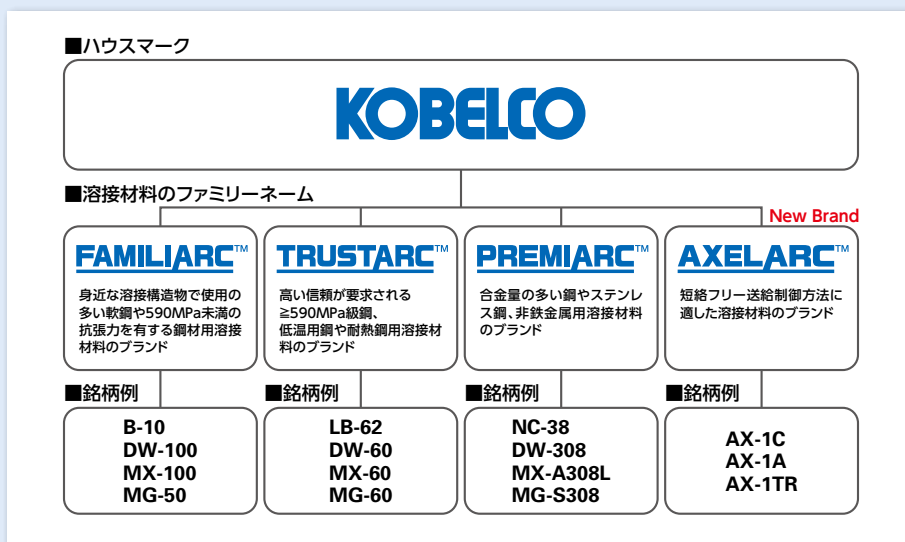 ■ハウスマーク
KOBELCO
■溶接材料のファミリーネーム
New Brand
FAMILIARC™
身近な溶接構造物で使用の
多い軟鋼や590MPa未満の
抗張力を有する鋼材用溶接
材料のブランド
TRUSTARC™
高い信頼が要求される
≧590MPa級鋼、
低温用鋼や耐熱鋼用溶接材
料のブランド
PREMIARC™
合金量の多い鋼やステンレ
ス鋼、非鉄金属用溶接材料
のブランド
AXELARC™
短絡フリー送給制御方法に
適した溶接材料のブランド
■銘柄例
B-10
DW-100
MX-100
MG-50
■銘柄例
LB-62
DW-60
MX-60
MG-60
■銘柄例
NC-38
DW-308
MX-A308L
MG-S308
■銘柄例
AX-1C
AX-1A
AX-1TR